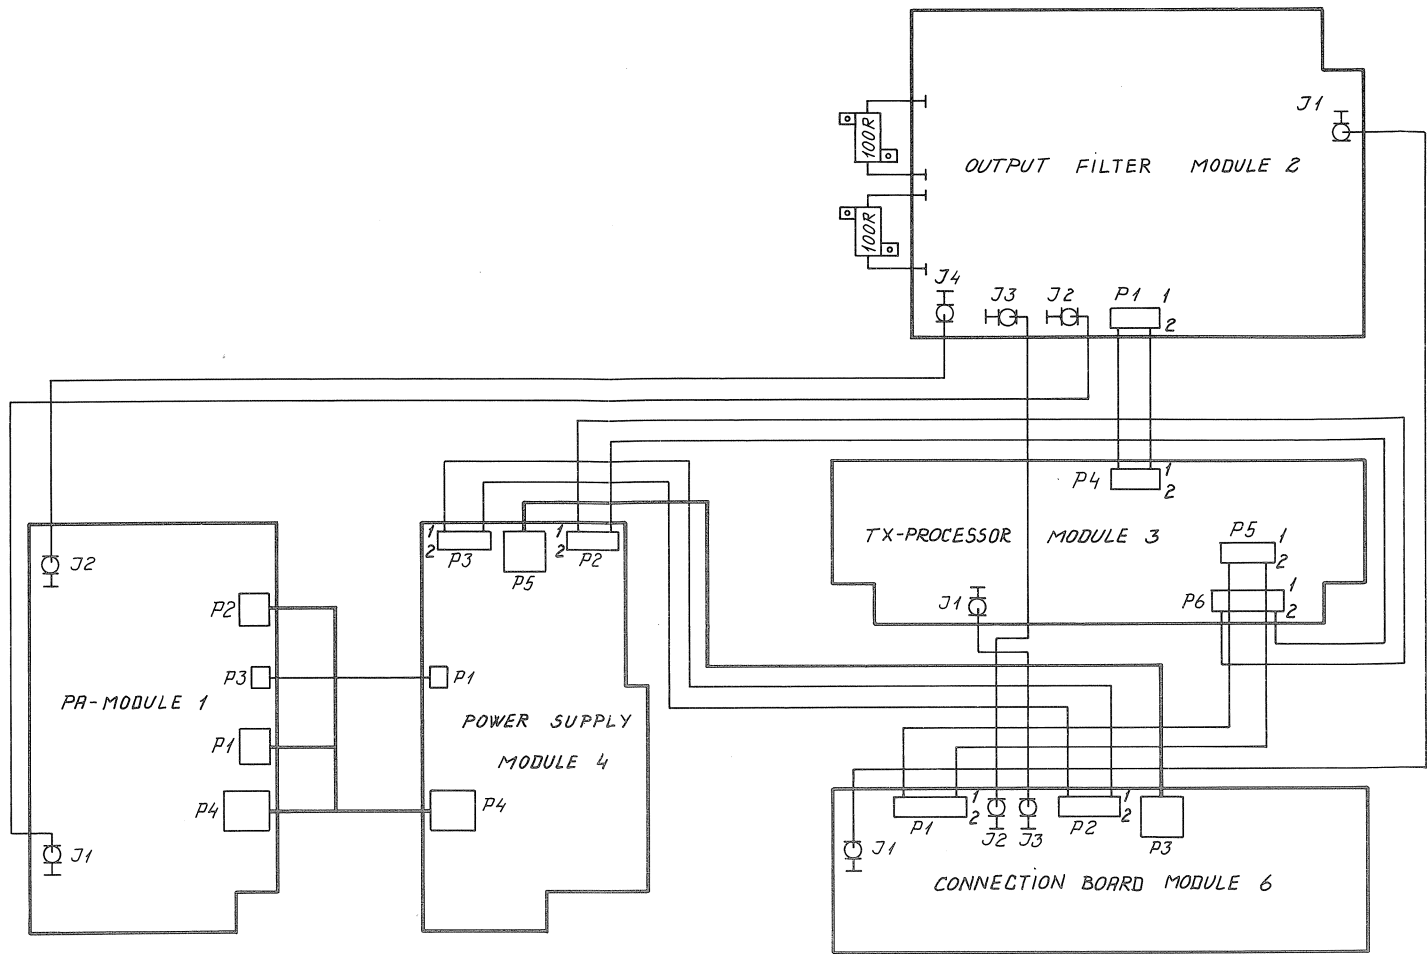 J1
100R
OUTPUT FILTER MODULE 2
100R
J4
J3
J2
P1
1
2
P4
1
2
TX-PROCESSOR MODULE 3
P5
1
2
P6
1
2
J1
1
2
P3
P5
1
2
P2
J2
P2
P3
P1
PA-MODULE 1
POWER SUPPLY
MODULE 4
P1
P4
P4
J1
P1
1
2
J2
J3
P2
1
2
P3
J1
CONNECTION BOARD MODULE 6